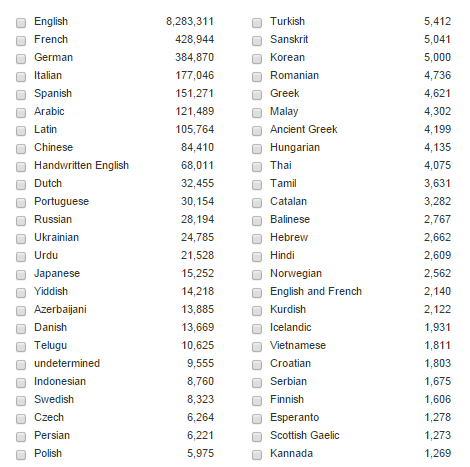 English 8,283,311
French 428,944
German 384,870
Italian 177,046
Spanish 151,271
Arabic 121,489
Latin 105,764
Chinese 84,410
Handwritten English 68,011
Dutch 32,455
Portuguese 30,154
Russian 28,194
Ukrainian 24,785
Urdu 21,528
Japanese 15,252
Yiddish 14,218
Azerbaijani 13,885
Danish 13,669
Telugu 10,625
undetermined 9,555
Indonesian 8,760
Swedish 8,323
Czech 6,264
Persian 6,221
Polish 5,975
Turkish 5,412
Sanskrit 5,041
Korean 5,000
Romanian 4,736
Greek 4,621
Malay 4,302
Ancient Greek 4,199
Hungarian 4,135
Thai 4,075
Tamil 3,631
Catalan 3,282
Balinese 2,767
Hebrew 2,662
Hindi 2,609
Norwegian 2,562
English and French 2,140
Kurdish 2,122
Icelandic 1,931
Vietnamese 1,811
Croatian 1,803
Serbian 1,675
Finnish 1,606
Esperanto 1,278
Scottish Gaelic 1,273
Kannada 1,269